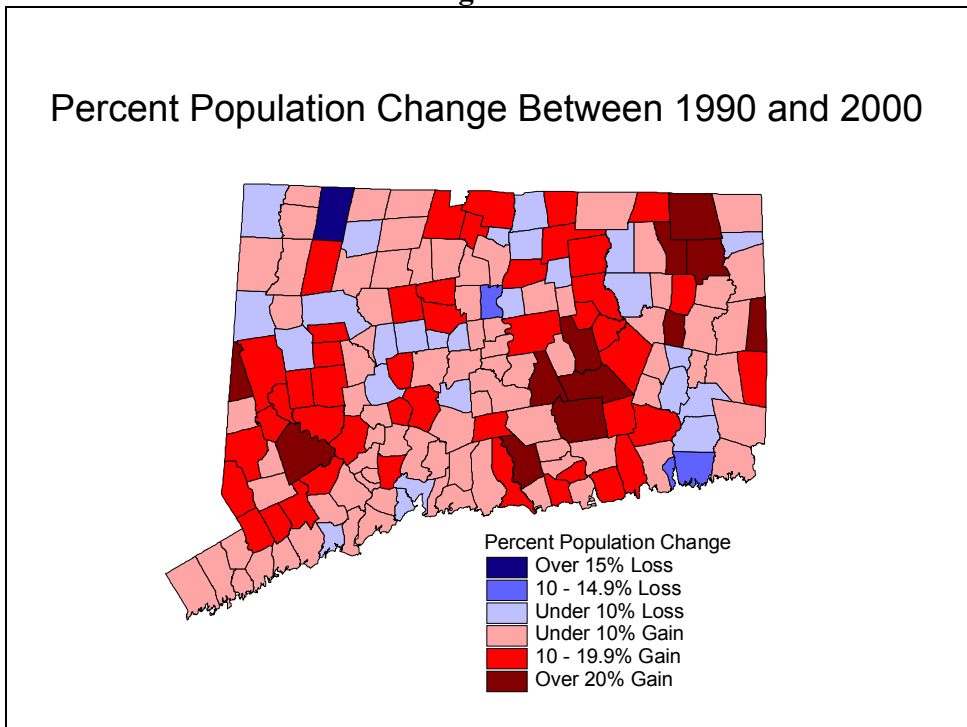 Percent Population Change Between 1990 and 2000
Percent Population Change
Over 15% Loss
10 - 14.9% Loss
Under 10% Loss
Under 10% Gain
10 - 19.9% Gain
Over 20% Gain